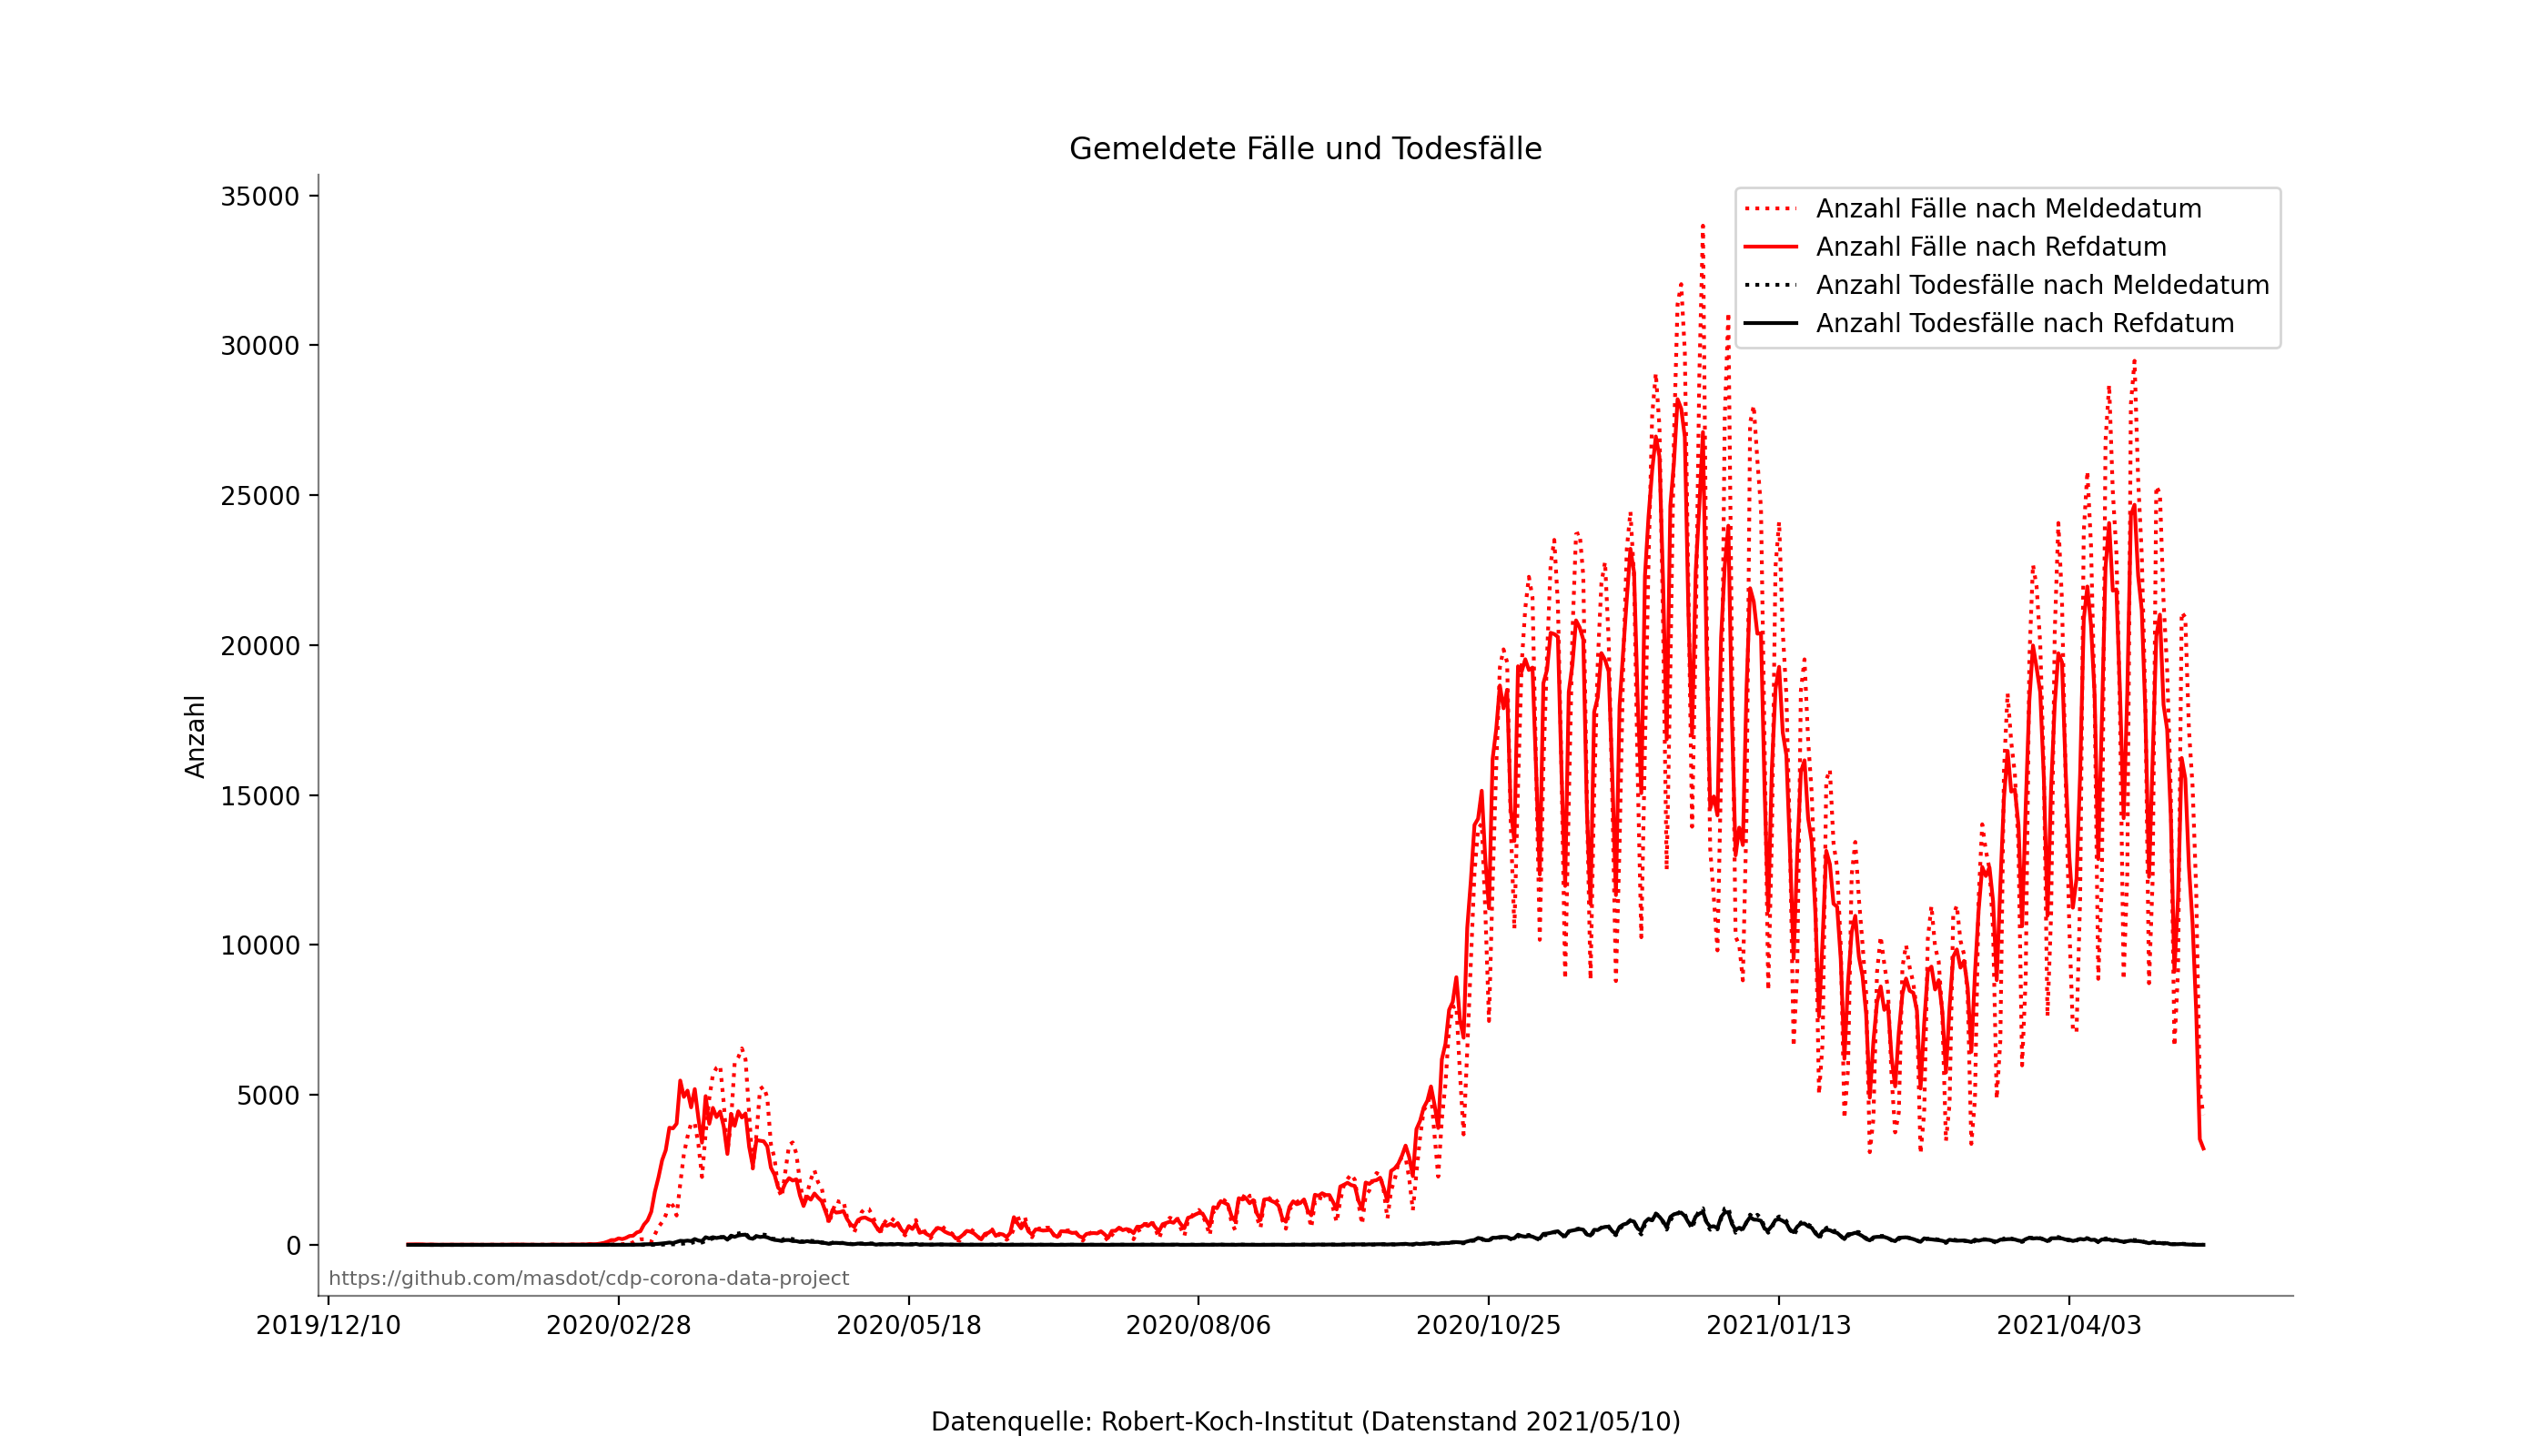 Gemeldete Fälle und Todesfälle
35000
30000
25000
20000
15000
10000
5000
0
Anzahl
Anzahl Fälle nach Meldedatum
Anzahl Fälle nach Refdatum
Anzahl Todesfälle nach Meldedatum
Anzahl Todesfälle nach Refdatum
https://github.com/masdot/cdp-corona-data-project
2019/12/10 2020/02/28 2020/05/18 2020/08/06 2020/10/25 2021/01/13 2021/04/03
Datenquelle: Robert-Koch-Institut (Datenstand 2021/05/10)